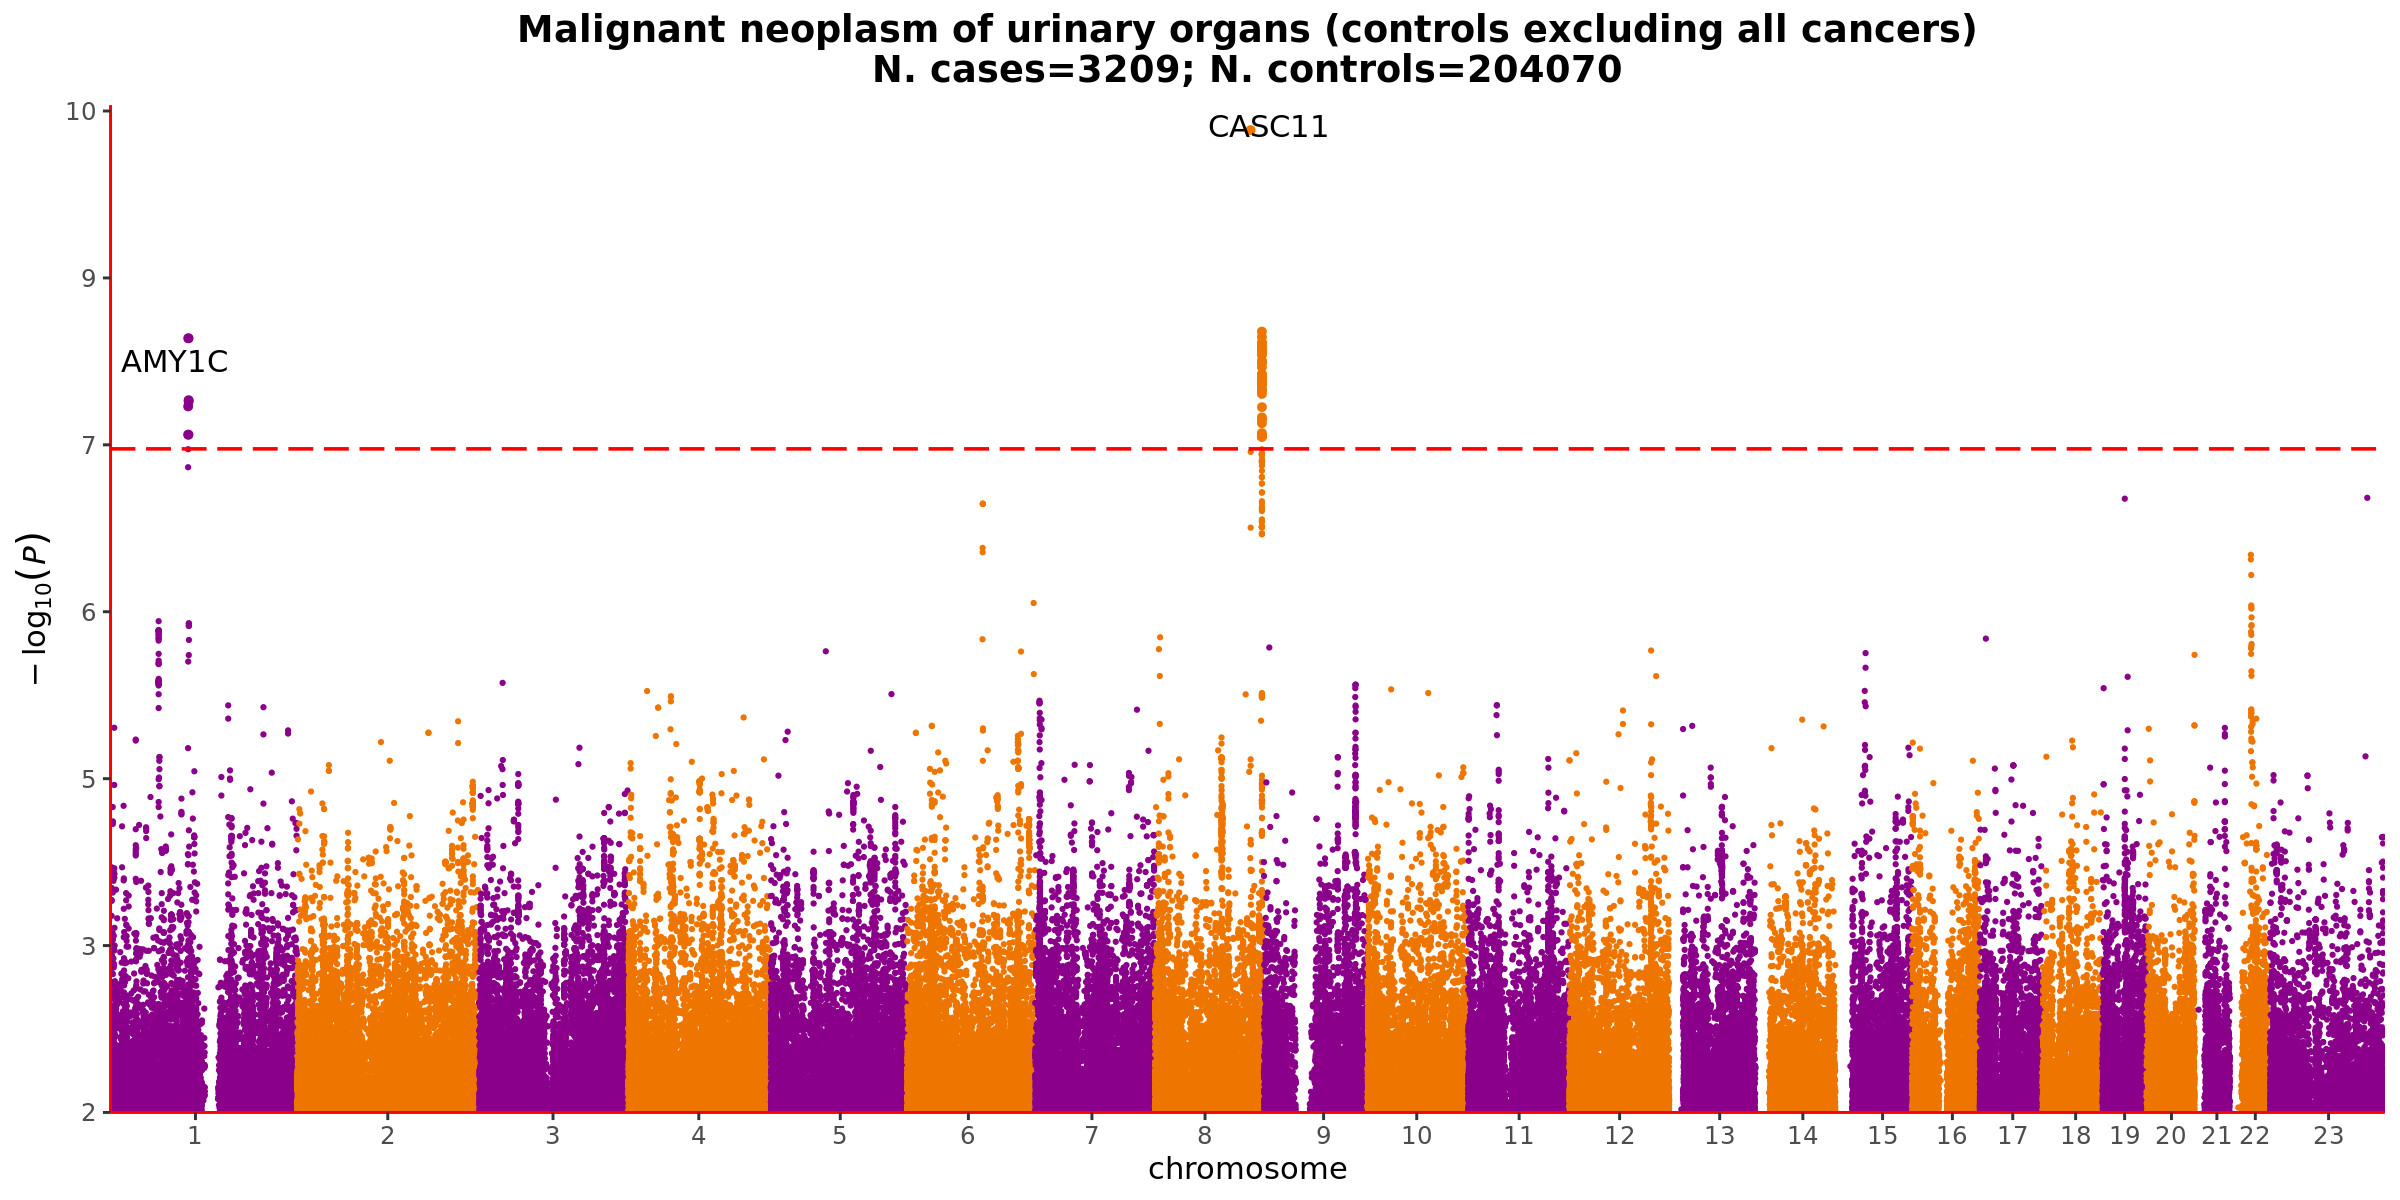 Malignant neoplasm of urinary organs (controls excluding all cancers)
N. cases=3209; N. controls=204070
10
CASC11
9
AMY1C
7
6
5
3
2
−log₁₀(P)
1 2 3 4 5 6 7 8 9 10 11 12 13 14 15 16 17 18 19 20 21 22 23
chromosome